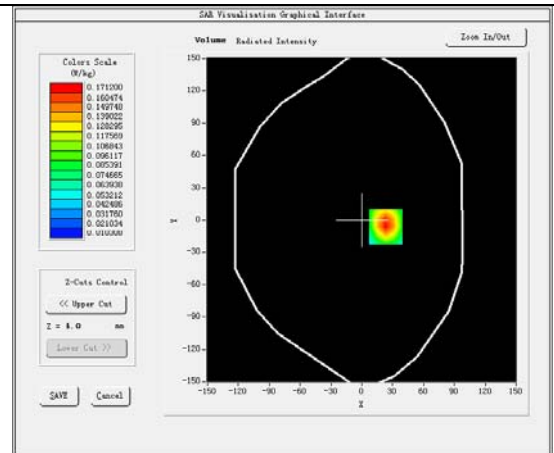 SAR Visualisation Graphical Interface
Volume Radiated Intensity
Zoom In/Out
Colors Scale
(W/kg)
0.171200
0.160474
0.149748
0.139022
0.128295
0.117569
0.106843
0.096117
0.085391
0.074665
0.063938
0.053212
0.042486
0.031760
0.021034
0.010308
Z-Cuts Control
<< Upper Cut
Z = 4.0 mm
Lower Cut >>
SAVE
Cancel
150
120
90
60
30
0
-30
-60
-90
-120
-150
Y
-150 -120 -90 -60 -30 0 30 60 90 120 150
X